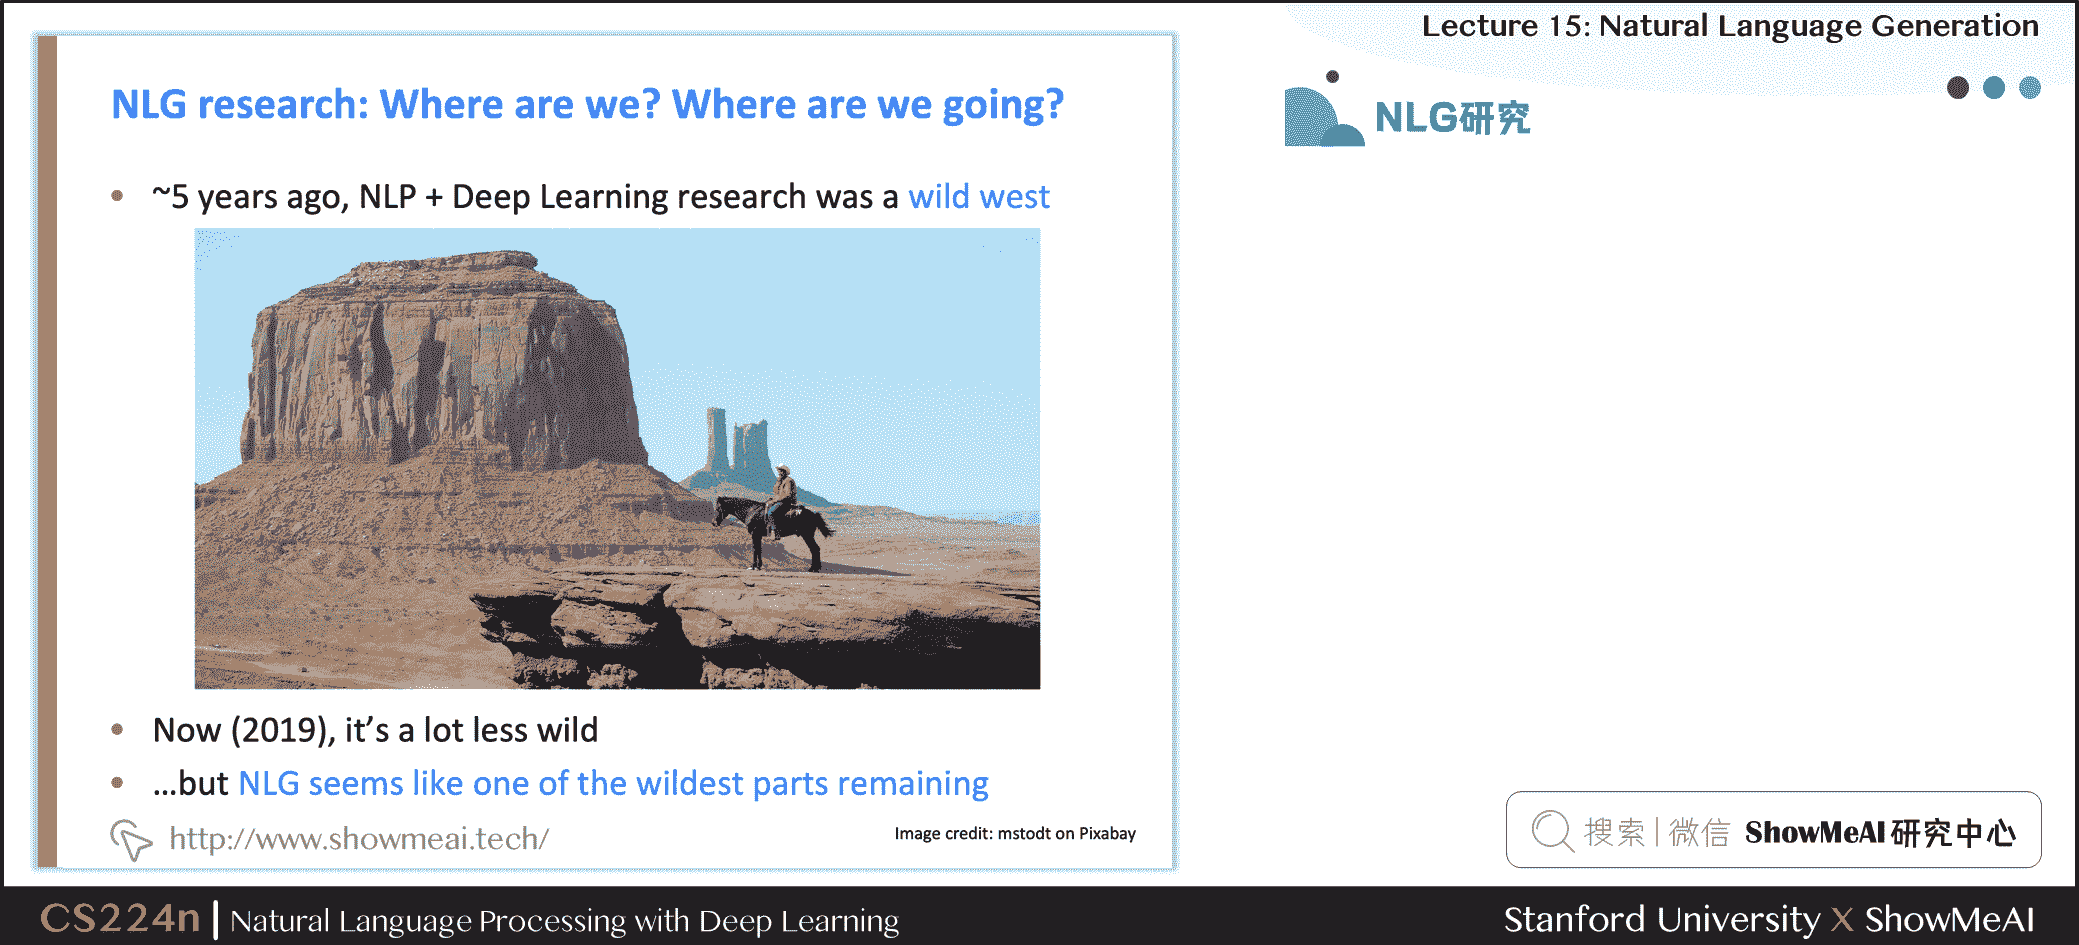 Lecture 15: Natural Language Generation
NLG研究
NLG research: Where are we? Where are we going?
• ~5 years ago, NLP + Deep Learning research was a wild west
• Now (2019), it's a lot less wild
• …but NLG seems like one of the wildest parts remaining
http://www.showmeai.tech/
Image credit: mstodt on Pixabay
搜索 | 微信 ShowMeAI 研究中心
CS224n | Natural Language Processing with Deep Learning
Stanford University X ShowMeAI